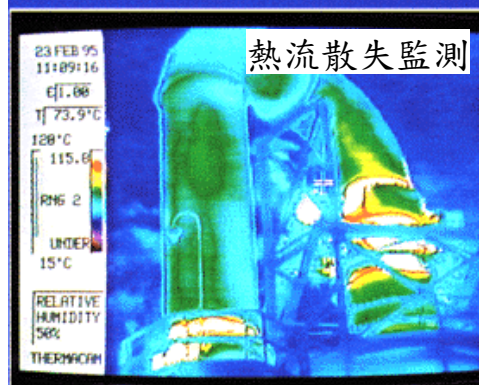 熱流散失監測
23 FEB 95
11:09:16
ε 1.00
T 73.9°C
120°C
115.0
RNG 2
UNDER
15°C
RELATIVE
HUMIDITY
50%
THERMACAM